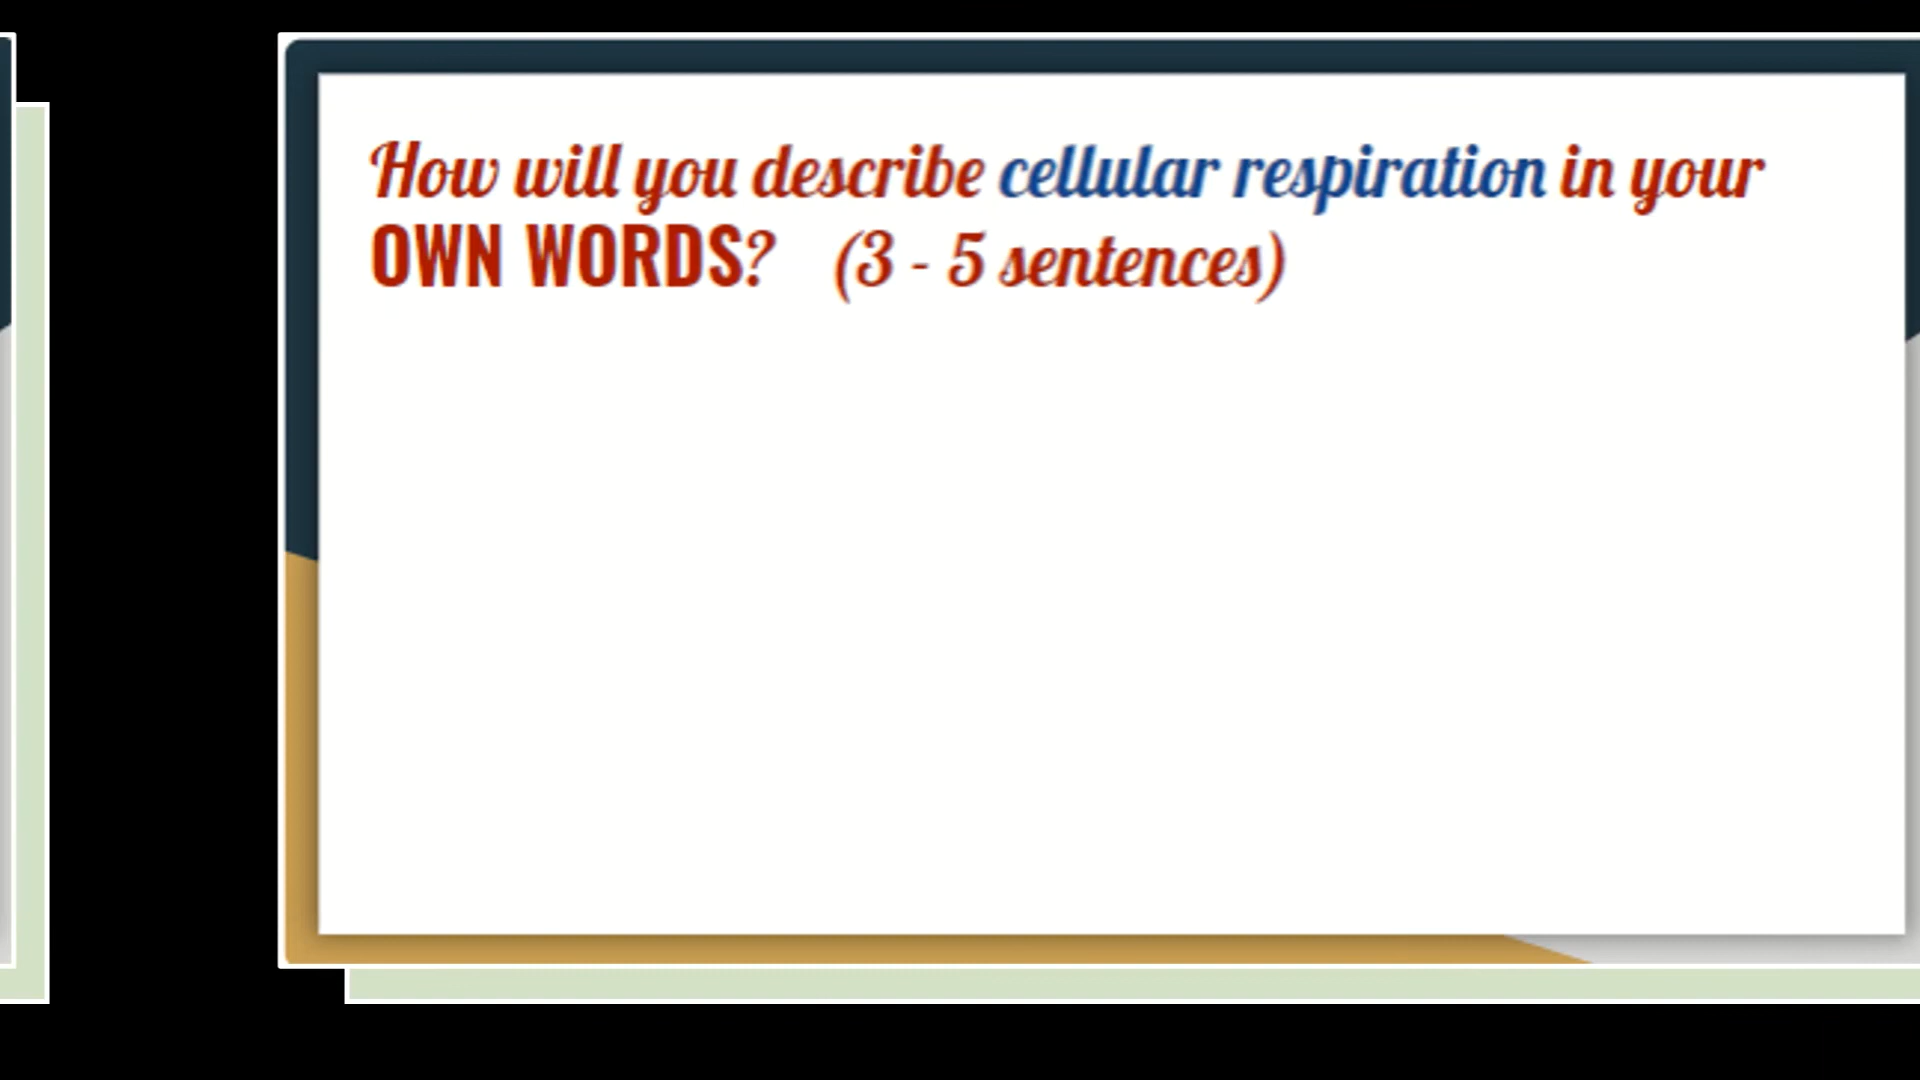 How will you describe cellular respiration in your
OWN WORDS? (3 - 5 sentences)